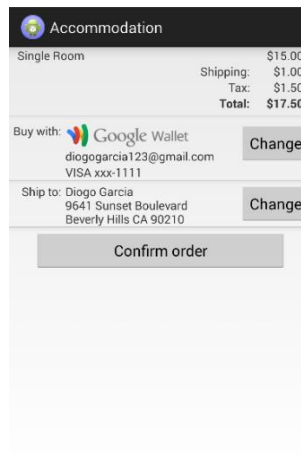 Accommodation
Single Room $15.00
Shipping: $1.00
Tax: $1.50
Total: $17.50
Buy with: Google Wallet
diogogarcia123@gmail.com
VISA xxx-1111
Change
Ship to: Diogo Garcia
9641 Sunset Boulevard
Beverly Hills CA 90210
Change
Confirm order